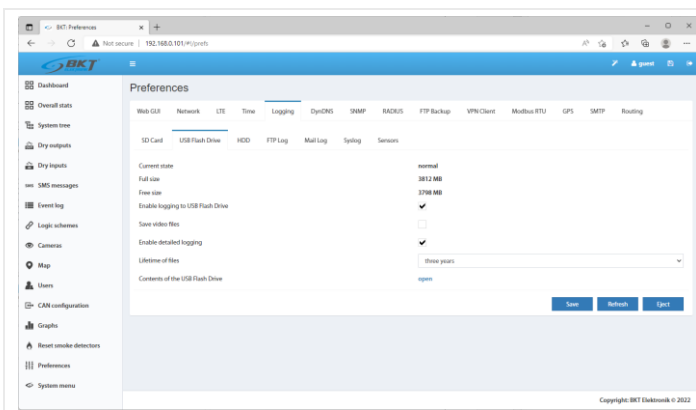 BKT: Preferences
Not secure | 192.168.0.101/#/prefs
BKT
guest
Dashboard
Overall stats
System tree
Dry outputs
Dry inputs
SMS SMS messages
Event log
Logic schemes
Cameras
Map
Users
CAN configuration
Graphs
Reset smoke detectors
Preferences
System menu
Preferences
Web GUI Network LTE Time Logging DynDNS SNMP RADIUS FTP Backup VPN Client Modbus RTU GPS SMTP Routing
SD Card USB Flash Drive HDD FTP Log Mail Log Syslog Sensors
Current state normal
Full size 3812 MB
Free size 3798 MB
Enable logging to USB Flash Drive
Save video files
Enable detailed logging
Lifetime of files three years
Contents of the USB Flash Drive open
Save Refresh Eject
Copyright: BKT Elektronik © 2022